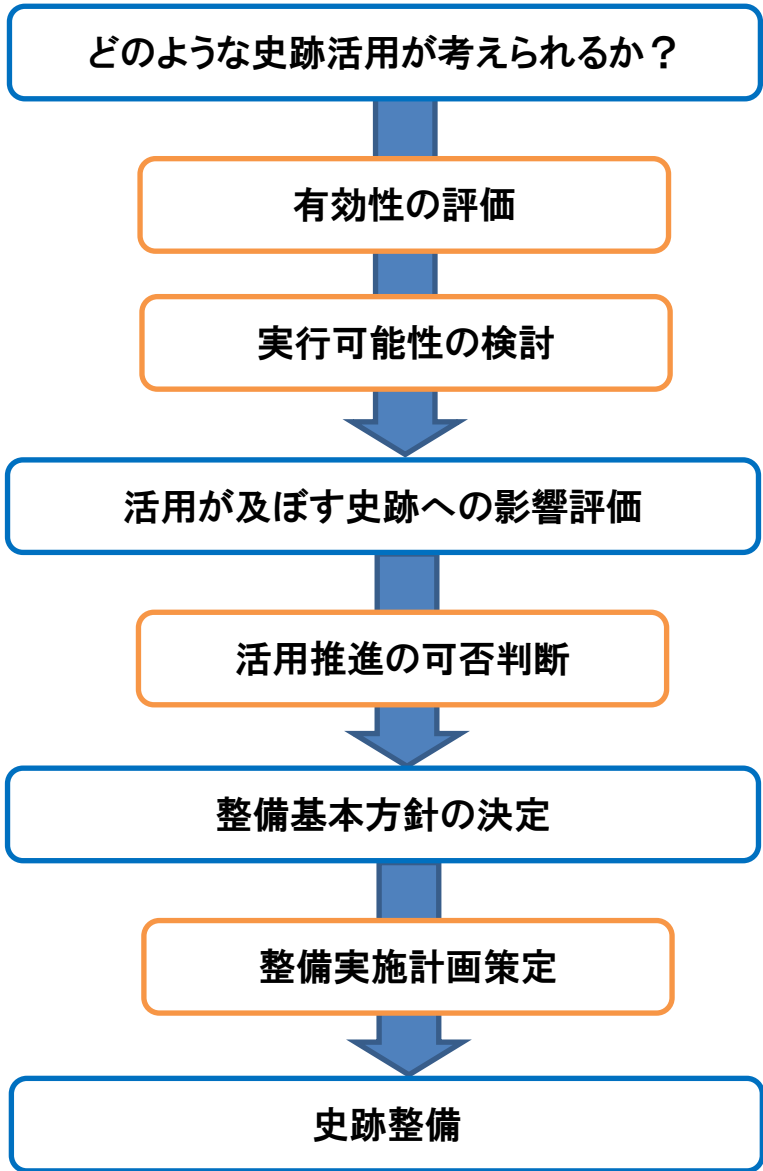 どのような史跡活用が考えられるか？
有効性の評価
実行可能性の検討
活用が及ぼす史跡への影響評価
活用推進の可否判断
整備基本方針の決定
整備実施計画策定
史跡整備